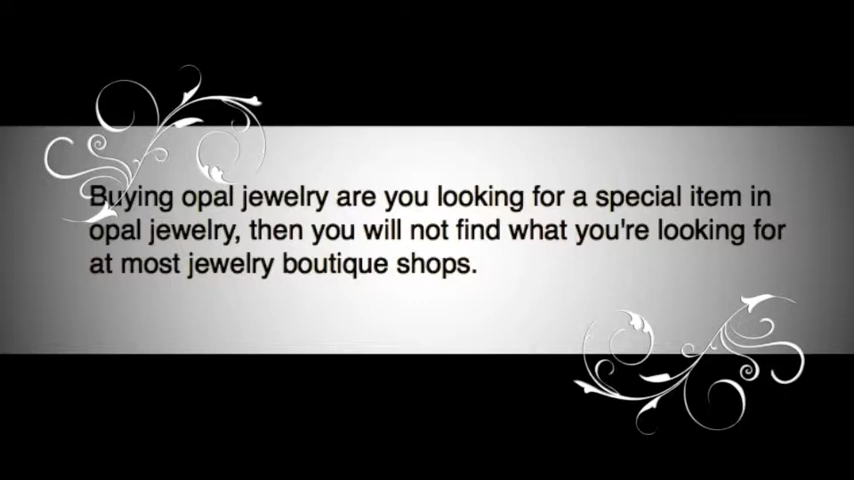 Buying opal jewelry are you looking for a special item in
opal jewelry, then you will not find what you're looking for
at most jewelry boutique shops.